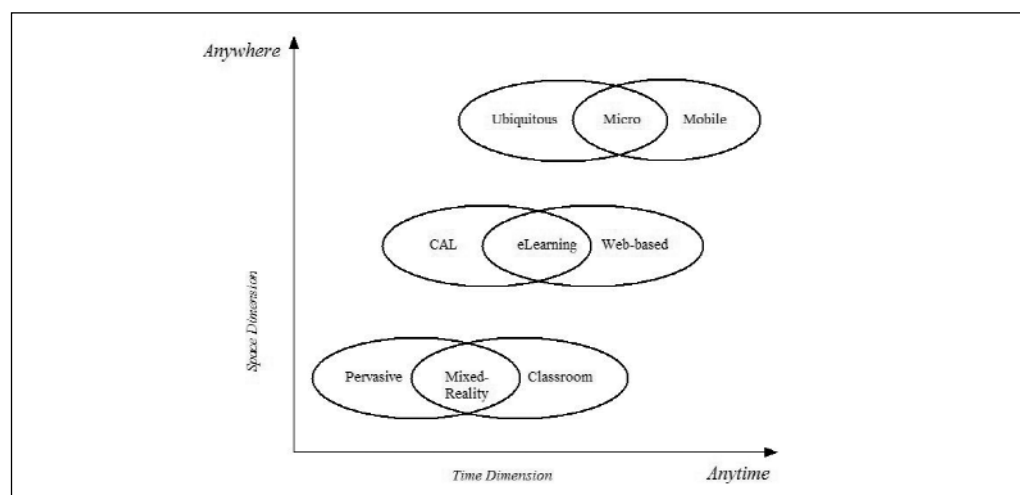 Anywhere
Ubiquitous Micro Mobile
CAL eLearning Web-based
Space Dimension
Pervasive Mixed-
Reality Classroom
Time Dimension Anytime